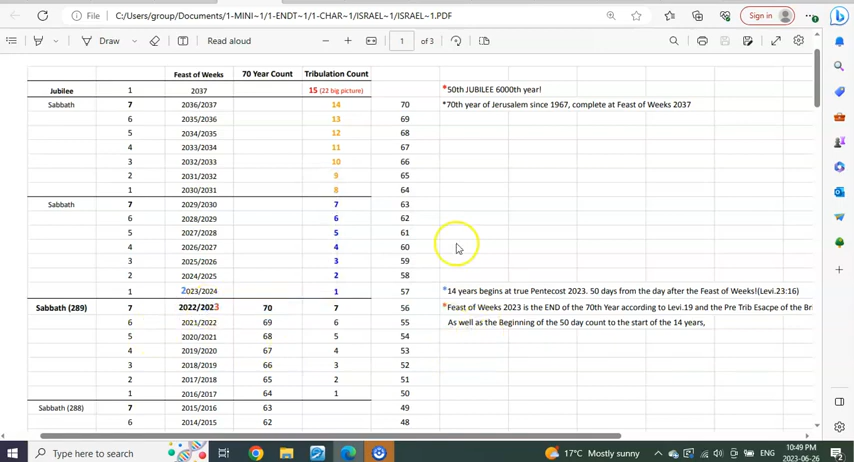 File
C:/Users/group/Documents/1-MINI~1/1-ENDT~1/1-CHAR~1/ISRAEL~1/ISRAEL~1.PDF
Sign in
Draw
Read aloud
1 of 3
Feast of Weeks 70 Year Count Tribulation Count
Jubilee 1 2037 15 (22 big picture) *50th JUBILEE 6000th year!
Sabbath 7 2036/2037 14 70 *70th year of Jerusalem since 1967, complete at Feast of Weeks 2037
6 2035/2036 13 69
5 2034/2035 12 68
4 2033/2034 11 67
3 2032/2033 10 66
2 2031/2032 9 65
1 2030/2031 8 64
Sabbath 7 2029/2030 7 63
6 2028/2029 6 62
5 2027/2028 5 61
4 2026/2027 4 60
3 2025/2026 3 59
2 2024/2025 2 58
1 2023/2024 1 57 *14 years begins at true Pentecost 2023. 50 days from the day after the Feast of Weeks!(Levi.23:16)
Sabbath (289) 7 2022/2023 70 7 56 *Feast of Weeks 2023 is the END of the 70th Year according to Levi.19 and the Pre Trib Esacpe of the Br
6 2021/2022 69 6 55 As well as the Beginning of the 50 day count to the start of the 14 years,
5 2020/2021 68 5 54
4 2019/2020 67 4 53
3 2018/2019 66 3 52
2 2017/2018 65 2 51
1 2016/2017 64 1 50
Sabbath (288) 7 2015/2016 63 49
6 2014/2015 62 48
Type here to search
17°C Mostly sunny
ENG
10:49 PM
2023-06-26
2